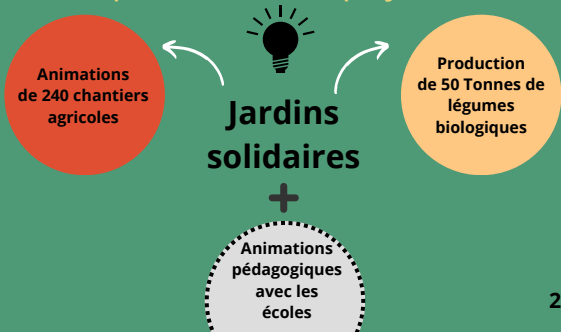 Animations
de 240 chantiers
agricoles
Production
de 50 Tonnes de
légumes
biologiques
Jardins
solidaires
+
Animations
pédagogiques
avec les
écoles
2